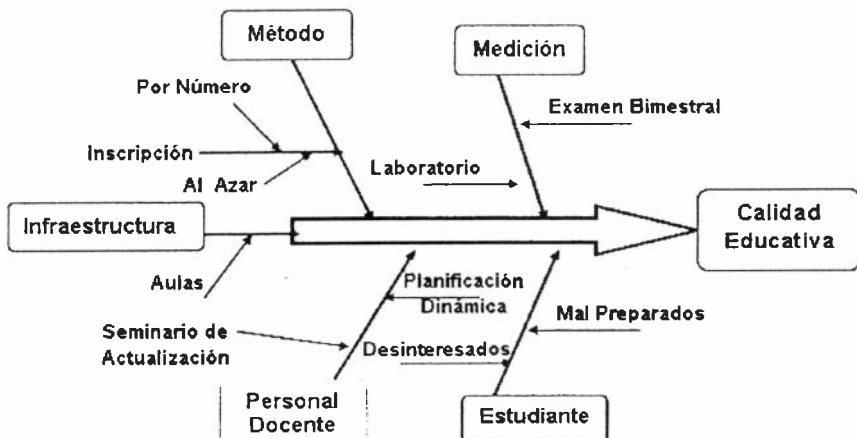 Método
Medición
Por Número
Examen Bimestral
Inscripción
Laboratorio
Al Azar
Infraestructura
Calidad
Educativa
Aulas
Planificación
Dinámica
Mal Preparados
Seminario de
Actualización
Desinteresados
Personal
Docente
Estudiante